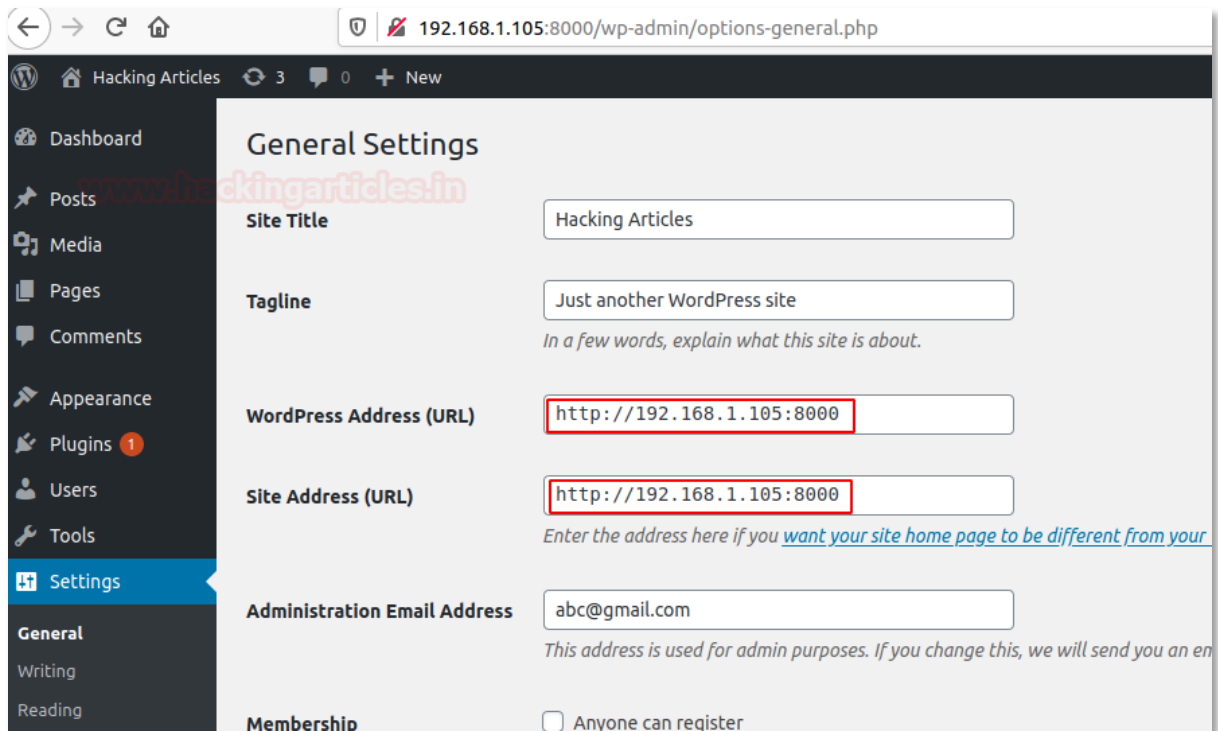 192.168.1.105:8000/wp-admin/options-general.php
Hacking Articles 3 0 + New
Dashboard
Posts
Media
Pages
Comments
Appearance
Plugins 1
Users
Tools
Settings
General
Writing
Reading
General Settings
www.hackingarticles.in
Site Title Hacking Articles
Tagline Just another WordPress site
In a few words, explain what this site is about.
WordPress Address (URL) http://192.168.1.105:8000
Site Address (URL) http://192.168.1.105:8000
Enter the address here if you want your site home page to be different from your
Administration Email Address abc@gmail.com
This address is used for admin purposes. If you change this, we will send you an em
Membership Anyone can register